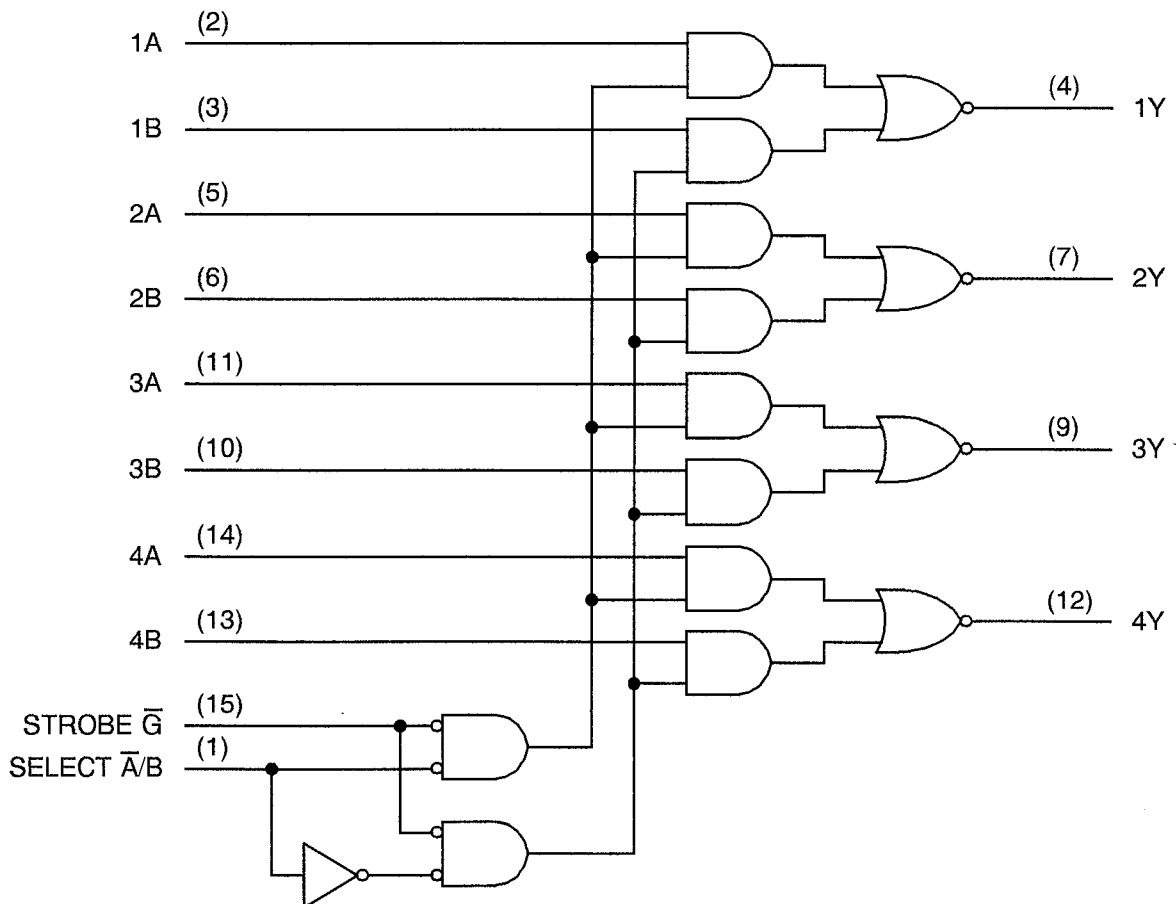 1A (2)
(4) 1Y
1B (3)
2A (5)
(7) 2Y
2B (6)
3A (11)
(9) 3Y
3B (10)
4A (14)
(12) 4Y
4B (13)
STROBE G̅ (15)
SELECT A̅/B (1)